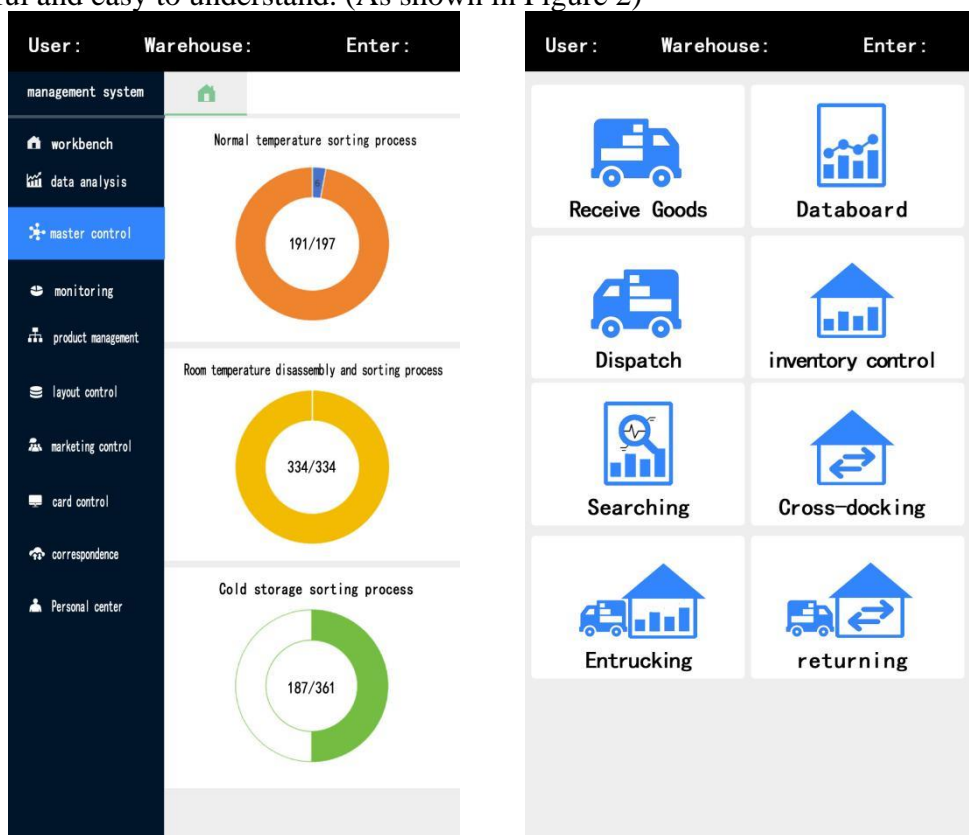 ful and easy to understand. (As shown in Figure 2)
User: Warehouse: Enter:
management system
workbench
data analysis
master control
monitoring
product management
layout control
marketing control
card control
correspondence
Personal center
Normal temperature sorting process
6
191/197
Room temperature disassembly and sorting process
334/334
Cold storage sorting process
187/361
User: Warehouse: Enter:
Receive Goods
Databoard
Dispatch
inventory control
Searching
Cross-docking
Entrucking
returning